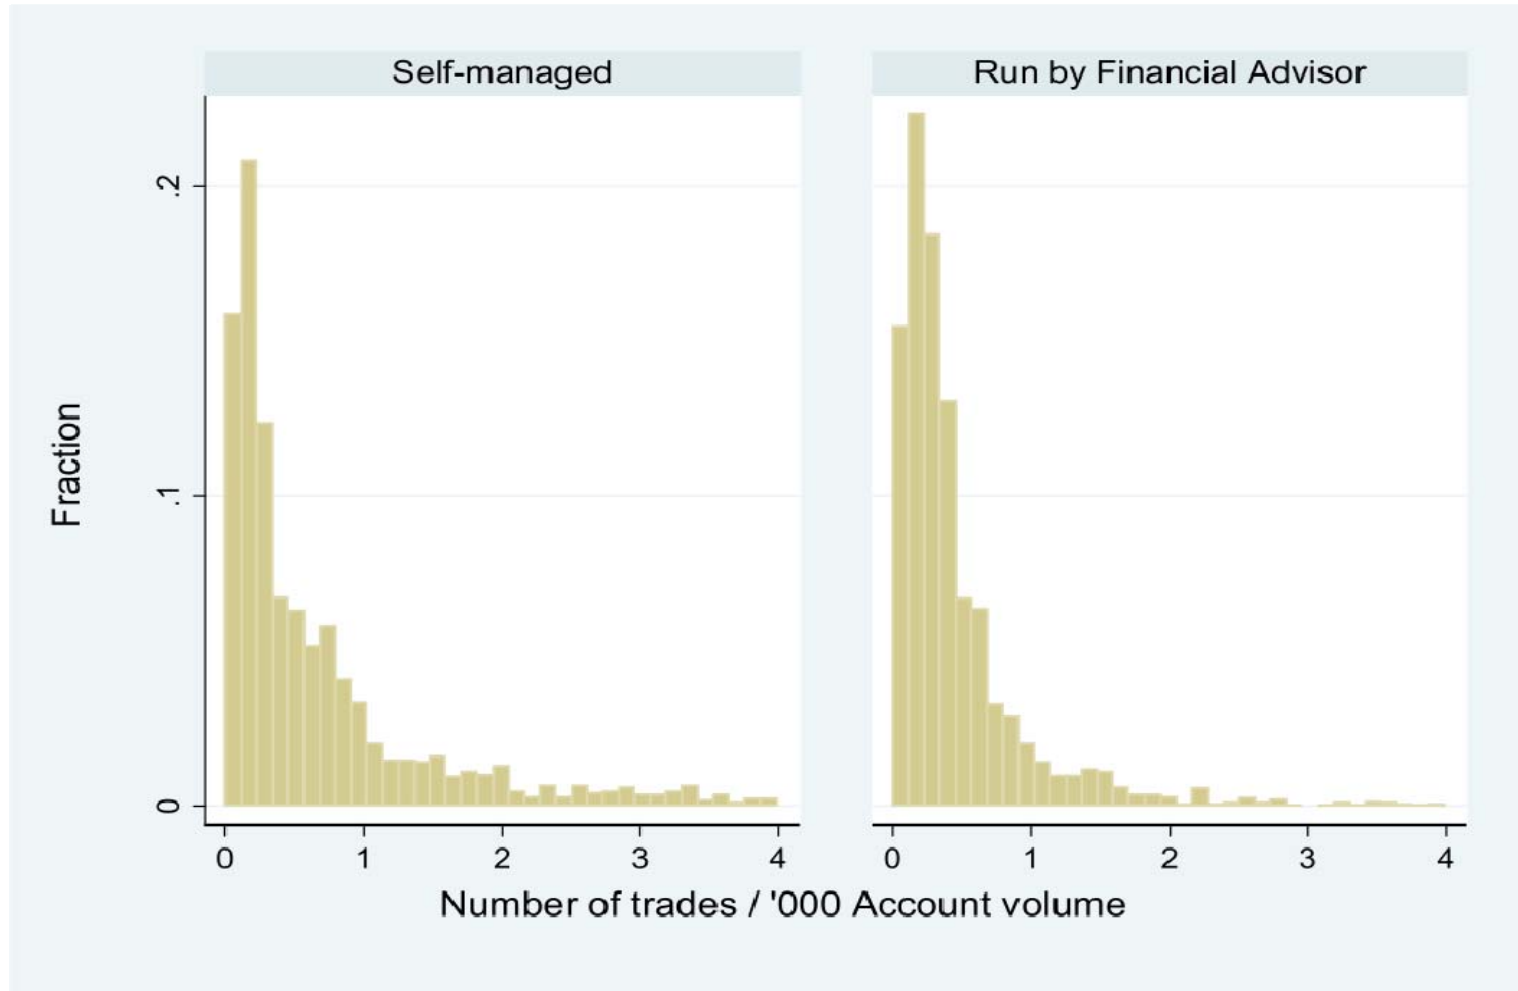 Self-managed
Run by Financial Advisor
Fraction
.2
.1
0
0 1 2 3 4
0 1 2 3 4
Number of trades / '000 Account volume